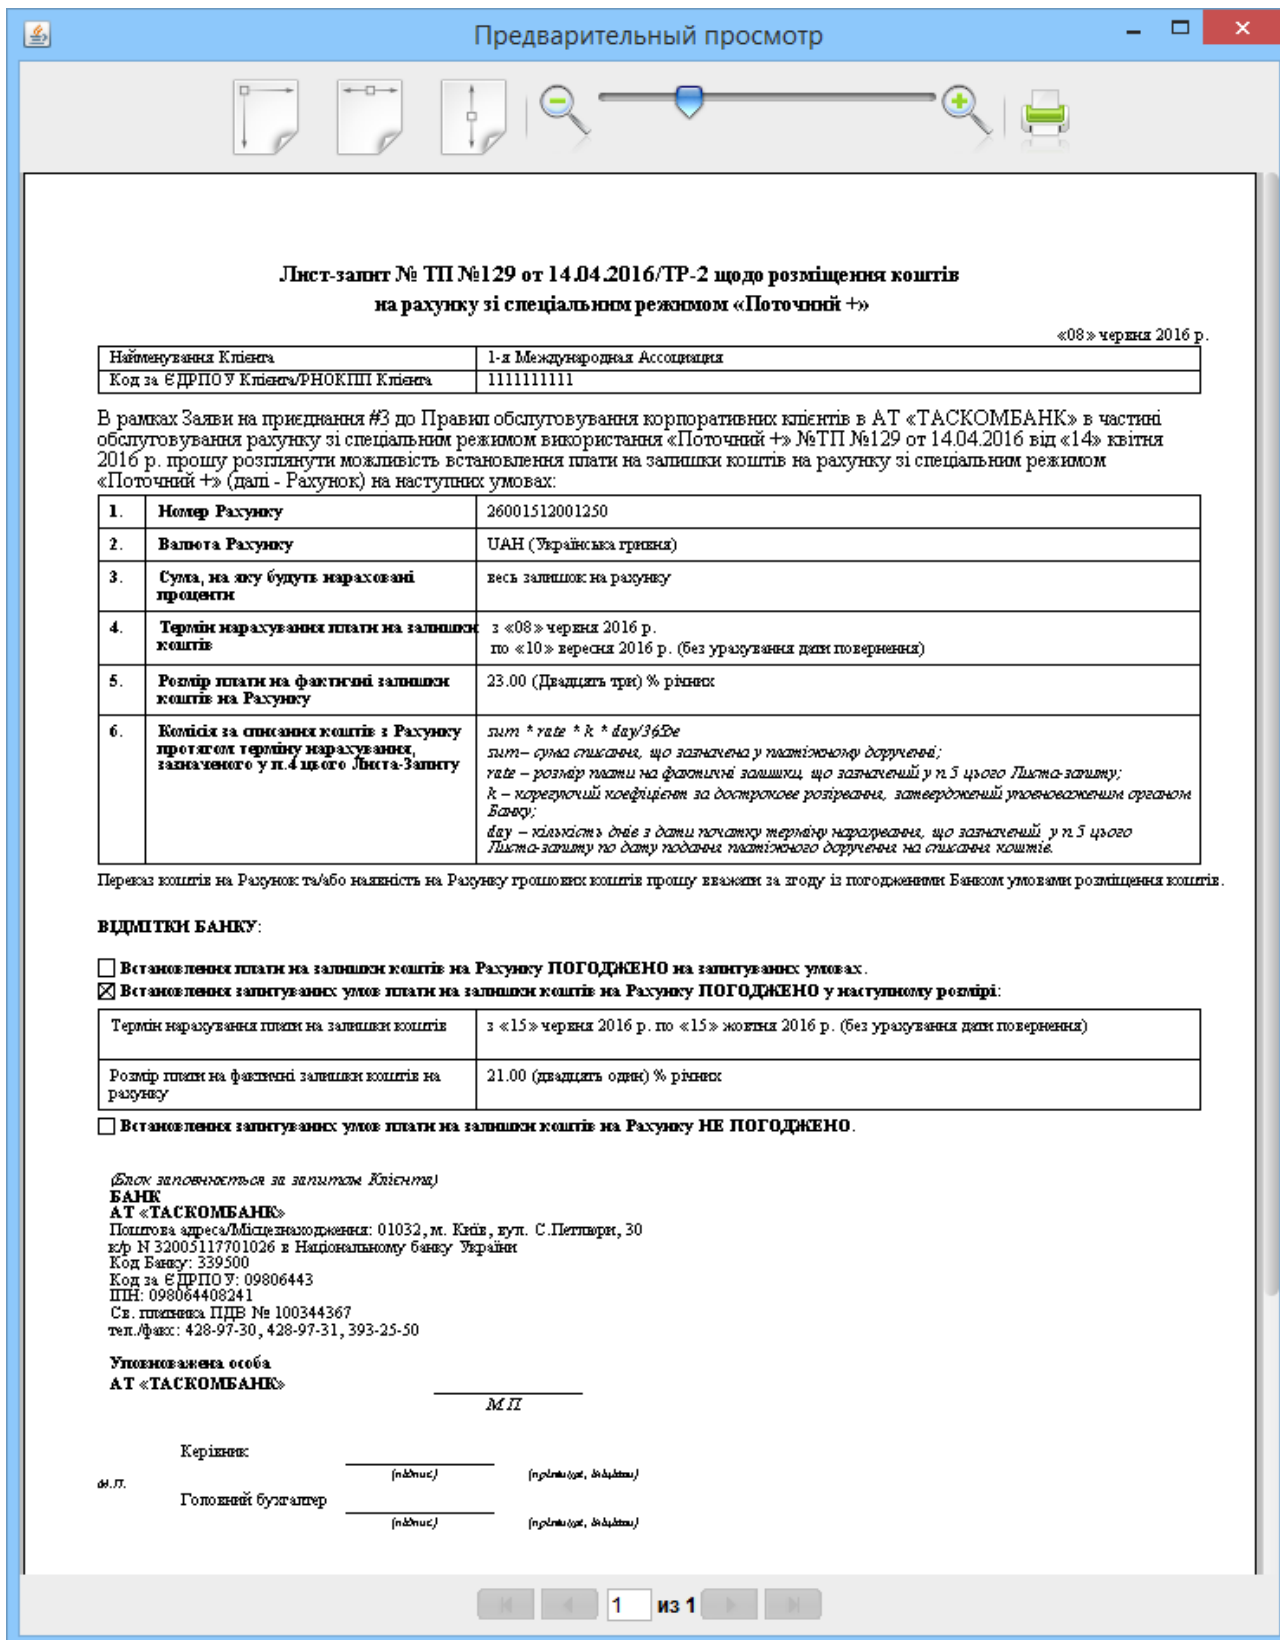 Предварительный просмотр
Лист-запит № ТП №129 от 14.04.2016/ТР-2 щодо розміщення коштів
на рахунку зі спеціальним режимом «Поточний +»
«08» червня 2016 р.
Найменування Клієнта 1-я Международная Ассоциация
Код за ЄДРПОУ Клієнта/РНОКПП Клієнта 1111111111
В рамках Заяви на приєднання #3 до Правил обслуговування корпоративних клієнтів в АТ «ТАСКОМБАНК» в частині
обслуговування рахунку зі спеціальним режимом використання «Поточний +» №ТП №129 от 14.04.2016 від «14» квітня
2016 р. прошу розглянути можливість встановлення плати на залишки коштів на рахунку зі спеціальним режимом
«Поточний +» (далі - Рахунок) на наступних умовах:
1. Номер Рахунку 26001512001250
2. Валюта Рахунку UAH (Українська гривня)
3. Сума, на яку будуть нараховані весь залишок на рахунку
проценти
4. Термін нарахування плати на залишки з «08» червня 2016 р.
коштів по «10» вересня 2016 р. (без урахування дати повернення)
5. Розмір плати на фактичні залишки 23.00 (Двадцять три) % річних
коштів на Рахунку
6. Комісія за списання коштів з Рахунку
протягом терміну нарахування,
зазначеного у п.4 цього Листа-Запиту
sum * rate * k * day/365De
sum– сума списання, що зазначена у платіжному дорученні;
rate – розмір плати на фактичні залишки, що зазначений у п.5 цього Листа-запиту;
k – корегуючий коефіцієнт за дострокове розірвання, затверджений уповноваженим органом
Банку;
day – кількість днів з дати початку терміну нарахування, що зазначений у п.5 цього
Листа-запиту по дату подання платіжного доручення на списання коштів.
Переказ коштів на Рахунок та/або наявність на Рахунку грошових коштів прошу вважати за згоду із погодженими Банком умовами розміщення коштів.
ВІДМІТКИ БАНКУ:
Встановлення плати на залишки коштів на Рахунку ПОГОДЖЕНО на запитуваних умовах.
Встановлення запитуваних умов плати на залишки коштів на Рахунку ПОГОДЖЕНО у наступному розмірі:
Термін нарахування плати на залишки коштів з «15» червня 2016 р. по «15» жовтня 2016 р. (без урахування дати повернення)
Розмір плати на фактичні залишки коштів на 21.00 (двадцять один) % річних
рахунку
Встановлення запитуваних умов плати на залишки коштів на Рахунку НЕ ПОГОДЖЕНО.
(Блок заповнюється за запитом Клієнта)
БАНК
АТ «ТАСКОМБАНК»
Поштова адреса/Місцезнаходження: 01032, м. Київ, вул. С.Петлюри, 30
к/р N 32005117701026 в Національному банку України
Код Банку: 339500
Код за ЄДРПОУ: 09806443
ІПН: 098064408241
Св. платника ПДВ № 100344367
тел./факс: 428-97-30, 428-97-31, 393-25-50
Уповноважена особа
АТ «ТАСКОМБАНК»
М.П
Керівник
(підпис) (прізвище, ініціали)
М.П.
Головний бухгалтер
(підпис) (прізвище, ініціали)
1 из 1